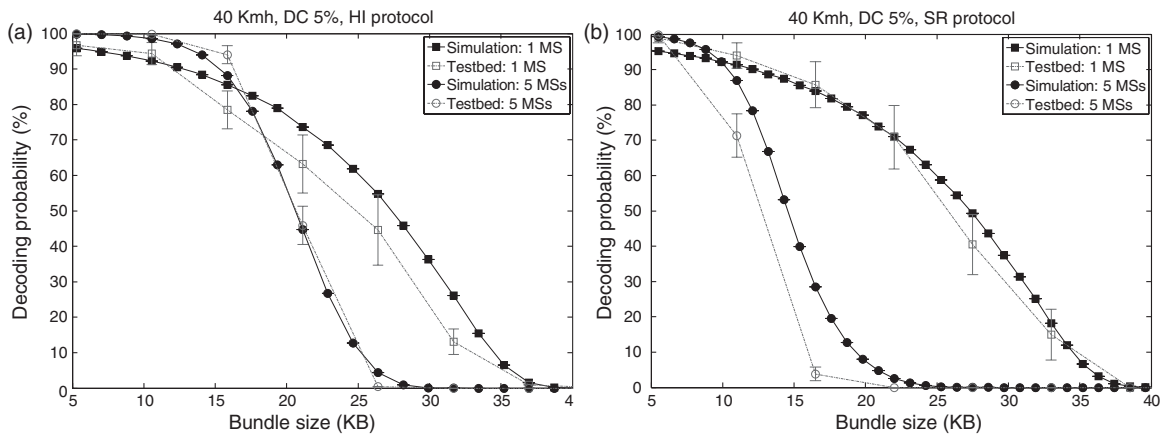 40 Kmh, DC 5%, HI protocol
(a)
100
90
80
70
60
50
40
30
20
10
0
Decoding probability (%)
Simulation: 1 MS
Testbed: 1 MS
Simulation: 5 MSs
Testbed: 5 MSs
5 10 15 20 25 30 35 4
Bundle size (KB)
40 Kmh, DC 5%, SR protocol
(b)
100
90
80
70
60
50
40
30
20
10
0
Decoding probability (%)
Simulation: 1 MS
Testbed: 1 MS
Simulation: 5 MSs
Testbed: 5 MSs
5 10 15 20 25 30 35 40
Bundle size (KB)